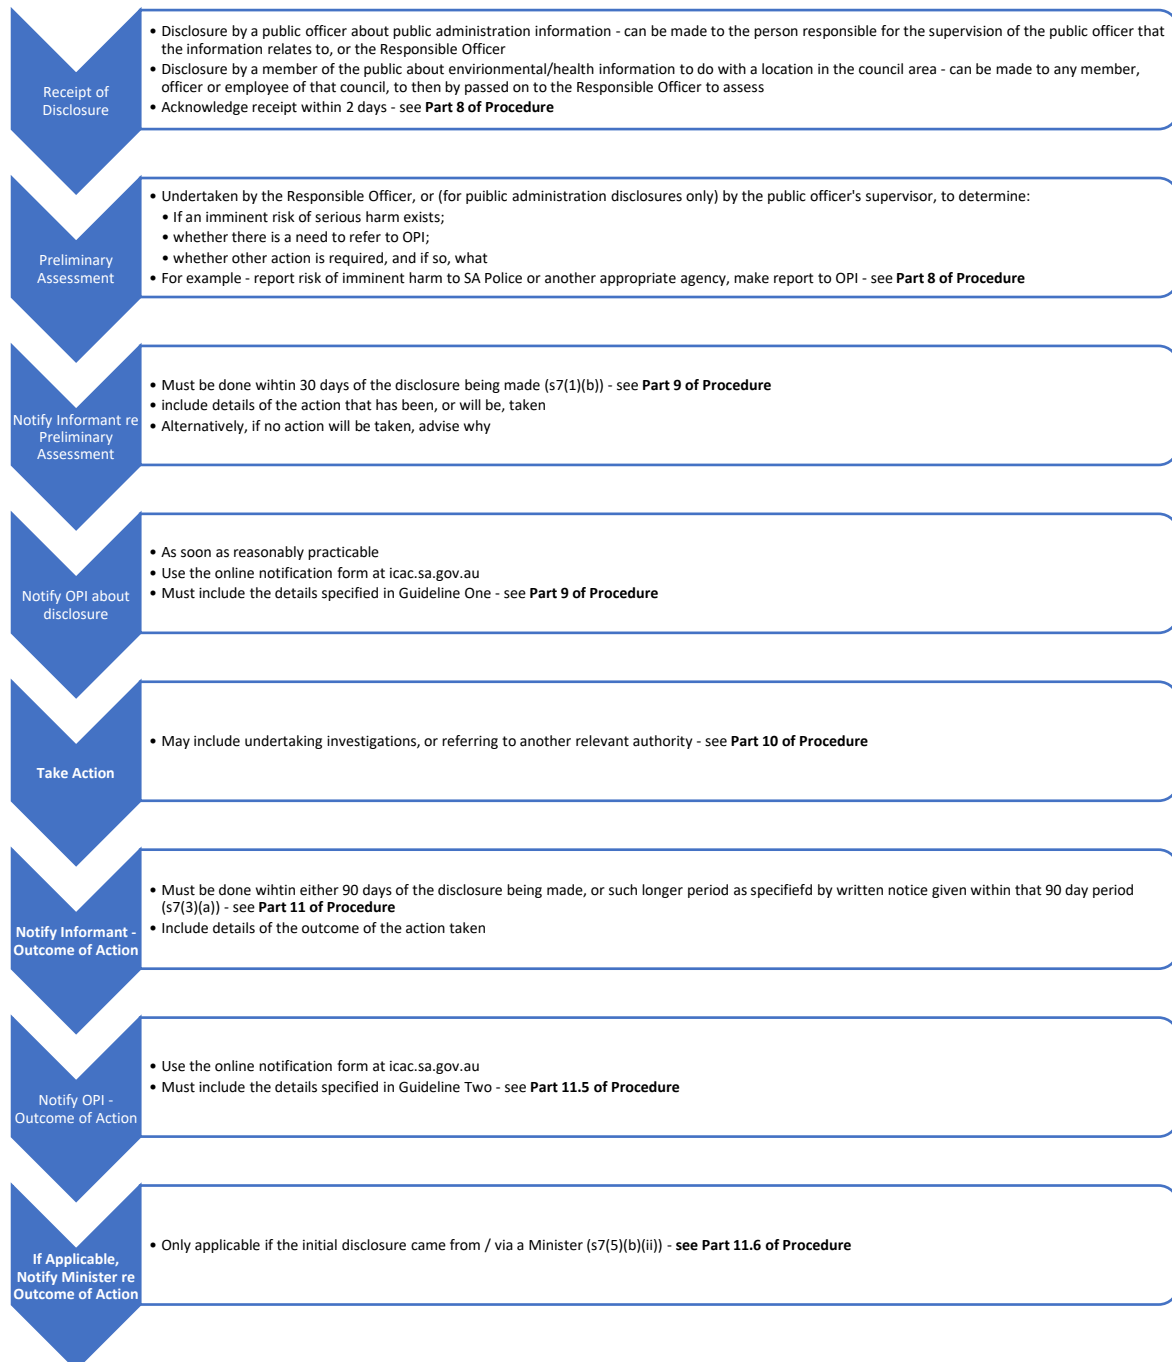 Receipt of
Disclosure
• Disclosure by a public officer about public administration information - can be made to the person responsible for the supervision of the public officer that
the information relates to, or the Responsible Officer
• Disclosure by a member of the public about envirionmental/health information to do with a location in the council area - can be made to any member,
officer or employee of that council, to then by passed on to the Responsible Officer to assess
• Acknowledge receipt within 2 days - see Part 8 of Procedure
Preliminary
Assessment
• Undertaken by the Responsible Officer, or (for puiblic administration disclosures only) by the public officer's supervisor, to determine:
• If an imminent risk of serious harm exists;
• whether there is a need to refer to OPI;
• whether other action is required, and if so, what
• For example - report risk of imminent harm to SA Police or another appropriate agency, make report to OPI - see Part 8 of Procedure
Notify Informant re
Preliminary
Assessment
• Must be done wihtin 30 days of the disclosure being made (s7(1)(b)) - see Part 9 of Procedure
• include details of the action that has been, or will be, taken
• Alternatively, if no action will be taken, advise why
Notify OPI about
disclosure
• As soon as reasonably practicable
• Use the online notification form at icac.sa.gov.au
• Must include the details specified in Guideline One - see Part 9 of Procedure
Take Action
• May include undertaking investigations, or referring to another relevant authority - see Part 10 of Procedure
Notify Informant -
Outcome of Action
• Must be done wihtin either 90 days of the disclosure being made, or such longer period as specifiefd by written notice given within that 90 day period
(s7(3)(a)) - see Part 11 of Procedure
• Include details of the outcome of the action taken
Notify OPI -
Outcome of Action
• Use the online notification form at icac.sa.gov.au
• Must include the details specified in Guideline Two - see Part 11.5 of Procedure
If Applicable,
Notify Minister re
Outcome of Action
• Only applicable if the initial disclosure came from / via a Minister (s7(5)(b)(ii)) - see Part 11.6 of Procedure